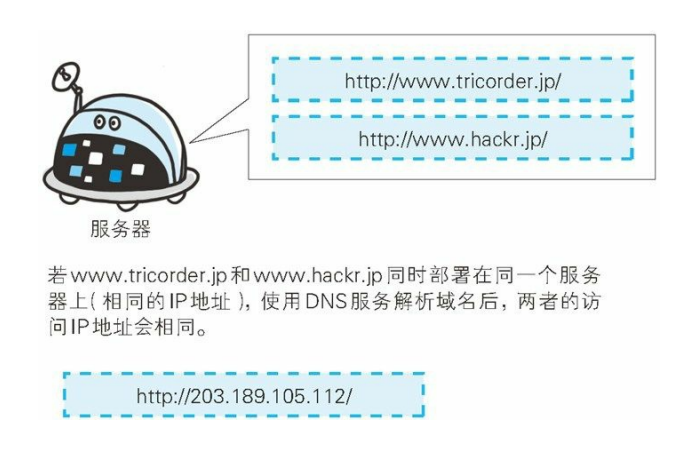 http://www.tricorder.jp/
http://www.hackr.jp/
服务器
若www.tricorder.jp和www.hackr.jp同时部署在同一个服务
器上(相同的IP地址),使用DNS服务解析域名后,两者的访
问IP地址会相同。
http://203.189.105.112/